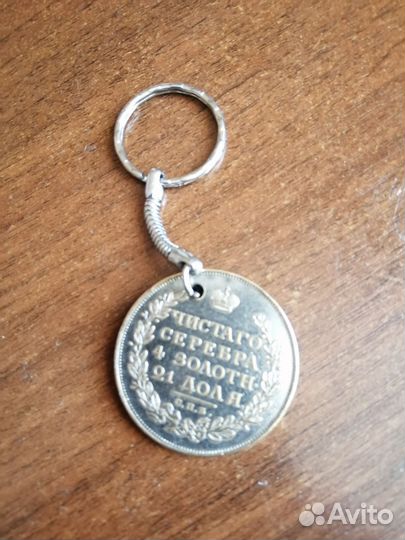 ЧИСТАГО
СЕРЕБРА
4 ЗОЛОТН.
21 ДОЛЯ
С.П.Б.
Avito